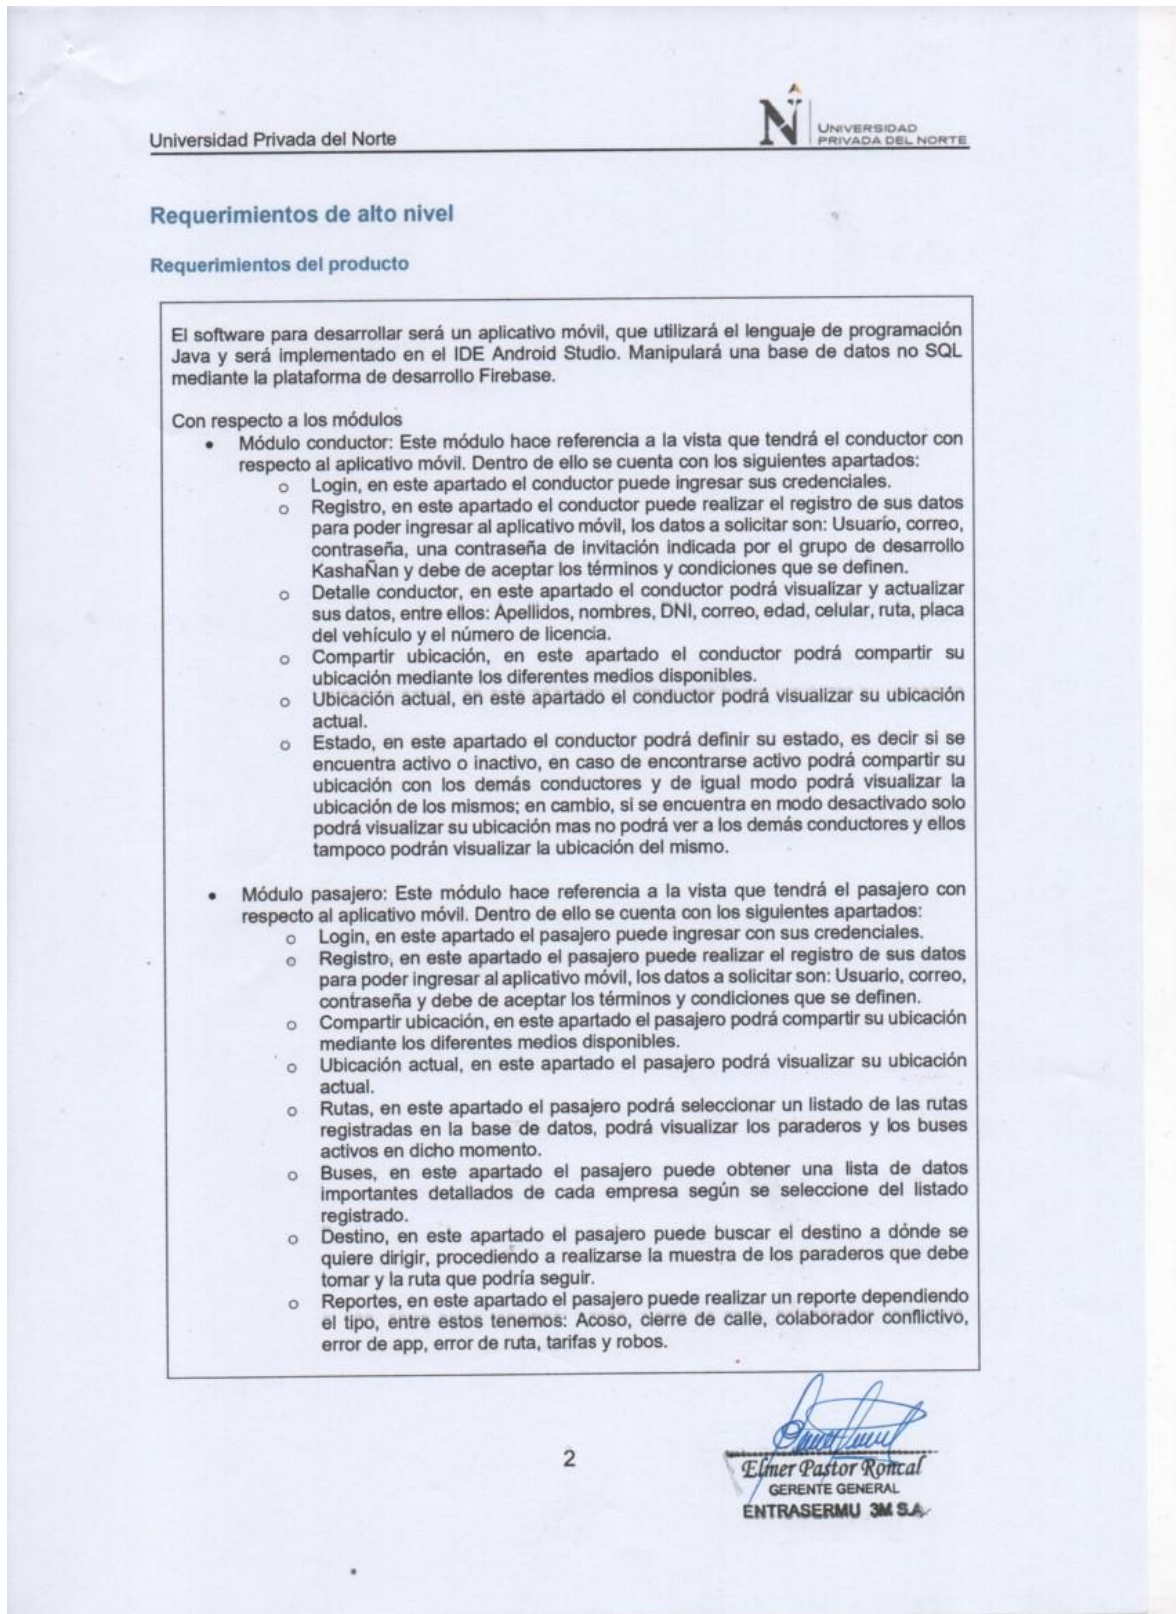 Universidad Privada del Norte
N
UNIVERSIDAD
PRIVADA DEL NORTE
Requerimientos de alto nivel
Requerimientos del producto
El software para desarrollar será un aplicativo móvil, que utilizará el lenguaje de programación
Java y será implementado en el IDE Android Studio. Manipulará una base de datos no SQL
mediante la plataforma de desarrollo Firebase.
Con respecto a los módulos
• Módulo conductor: Este módulo hace referencia a la vista que tendrá el conductor con
respecto al aplicativo móvil. Dentro de ello se cuenta con los siguientes apartados:
o Login, en este apartado el conductor puede ingresar sus credenciales.
o Registro, en este apartado el conductor puede realizar el registro de sus datos
para poder ingresar al aplicativo móvil, los datos a solicitar son: Usuario, correo,
contraseña, una contraseña de invitación indicada por el grupo de desarrollo
KashaÑan y debe de aceptar los términos y condiciones que se definen.
o Detalle conductor, en este apartado el conductor podrá visualizar y actualizar
sus datos, entre ellos: Apellidos, nombres, DNI, correo, edad, celular, ruta, placa
del vehículo y el número de licencia.
o Compartir ubicación, en este apartado el conductor podrá compartir su
ubicación mediante los diferentes medios disponibles.
o Ubicación actual, en este apartado el conductor podrá visualizar su ubicación
actual.
o Estado, en este apartado el conductor podrá definir su estado, es decir si se
encuentra activo o inactivo, en caso de encontrarse activo podrá compartir su
ubicación con los demás conductores y de igual modo podrá visualizar la
ubicación de los mismos; en cambio, si se encuentra en modo desactivado solo
podrá visualizar su ubicación mas no podrá ver a los demás conductores y ellos
tampoco podrán visualizar la ubicación del mismo.
• Módulo pasajero: Este módulo hace referencia a la vista que tendrá el pasajero con
respecto al aplicativo móvil. Dentro de ello se cuenta con los siguientes apartados:
o Login, en este apartado el pasajero puede ingresar con sus credenciales.
o Registro, en este apartado el pasajero puede realizar el registro de sus datos
para poder ingresar al aplicativo móvil, los datos a solicitar son: Usuario, correo,
contraseña y debe de aceptar los términos y condiciones que se definen.
o Compartir ubicación, en este apartado el pasajero podrá compartir su ubicación
mediante los diferentes medios disponibles.
o Ubicación actual, en este apartado el pasajero podrá visualizar su ubicación
actual.
o Rutas, en este apartado el pasajero podrá seleccionar un listado de las rutas
registradas en la base de datos, podrá visualizar los paraderos y los buses
activos en dicho momento.
o Buses, en este apartado el pasajero puede obtener una lista de datos
importantes detallados de cada empresa según se seleccione del listado
registrado.
o Destino, en este apartado el pasajero puede buscar el destino a dónde se
quiere dirigir, procediendo a realizarse la muestra de los paraderos que debe
tomar y la ruta que podría seguir.
o Reportes, en este apartado el pasajero puede realizar un reporte dependiendo
el tipo, entre estos tenemos: Acoso, cierre de calle, colaborador conflictivo,
error de app, error de ruta, tarifas y robos.
2
Elmer Pastor Roncal
GERENTE GENERAL
ENTRASERMU 3M S.A.